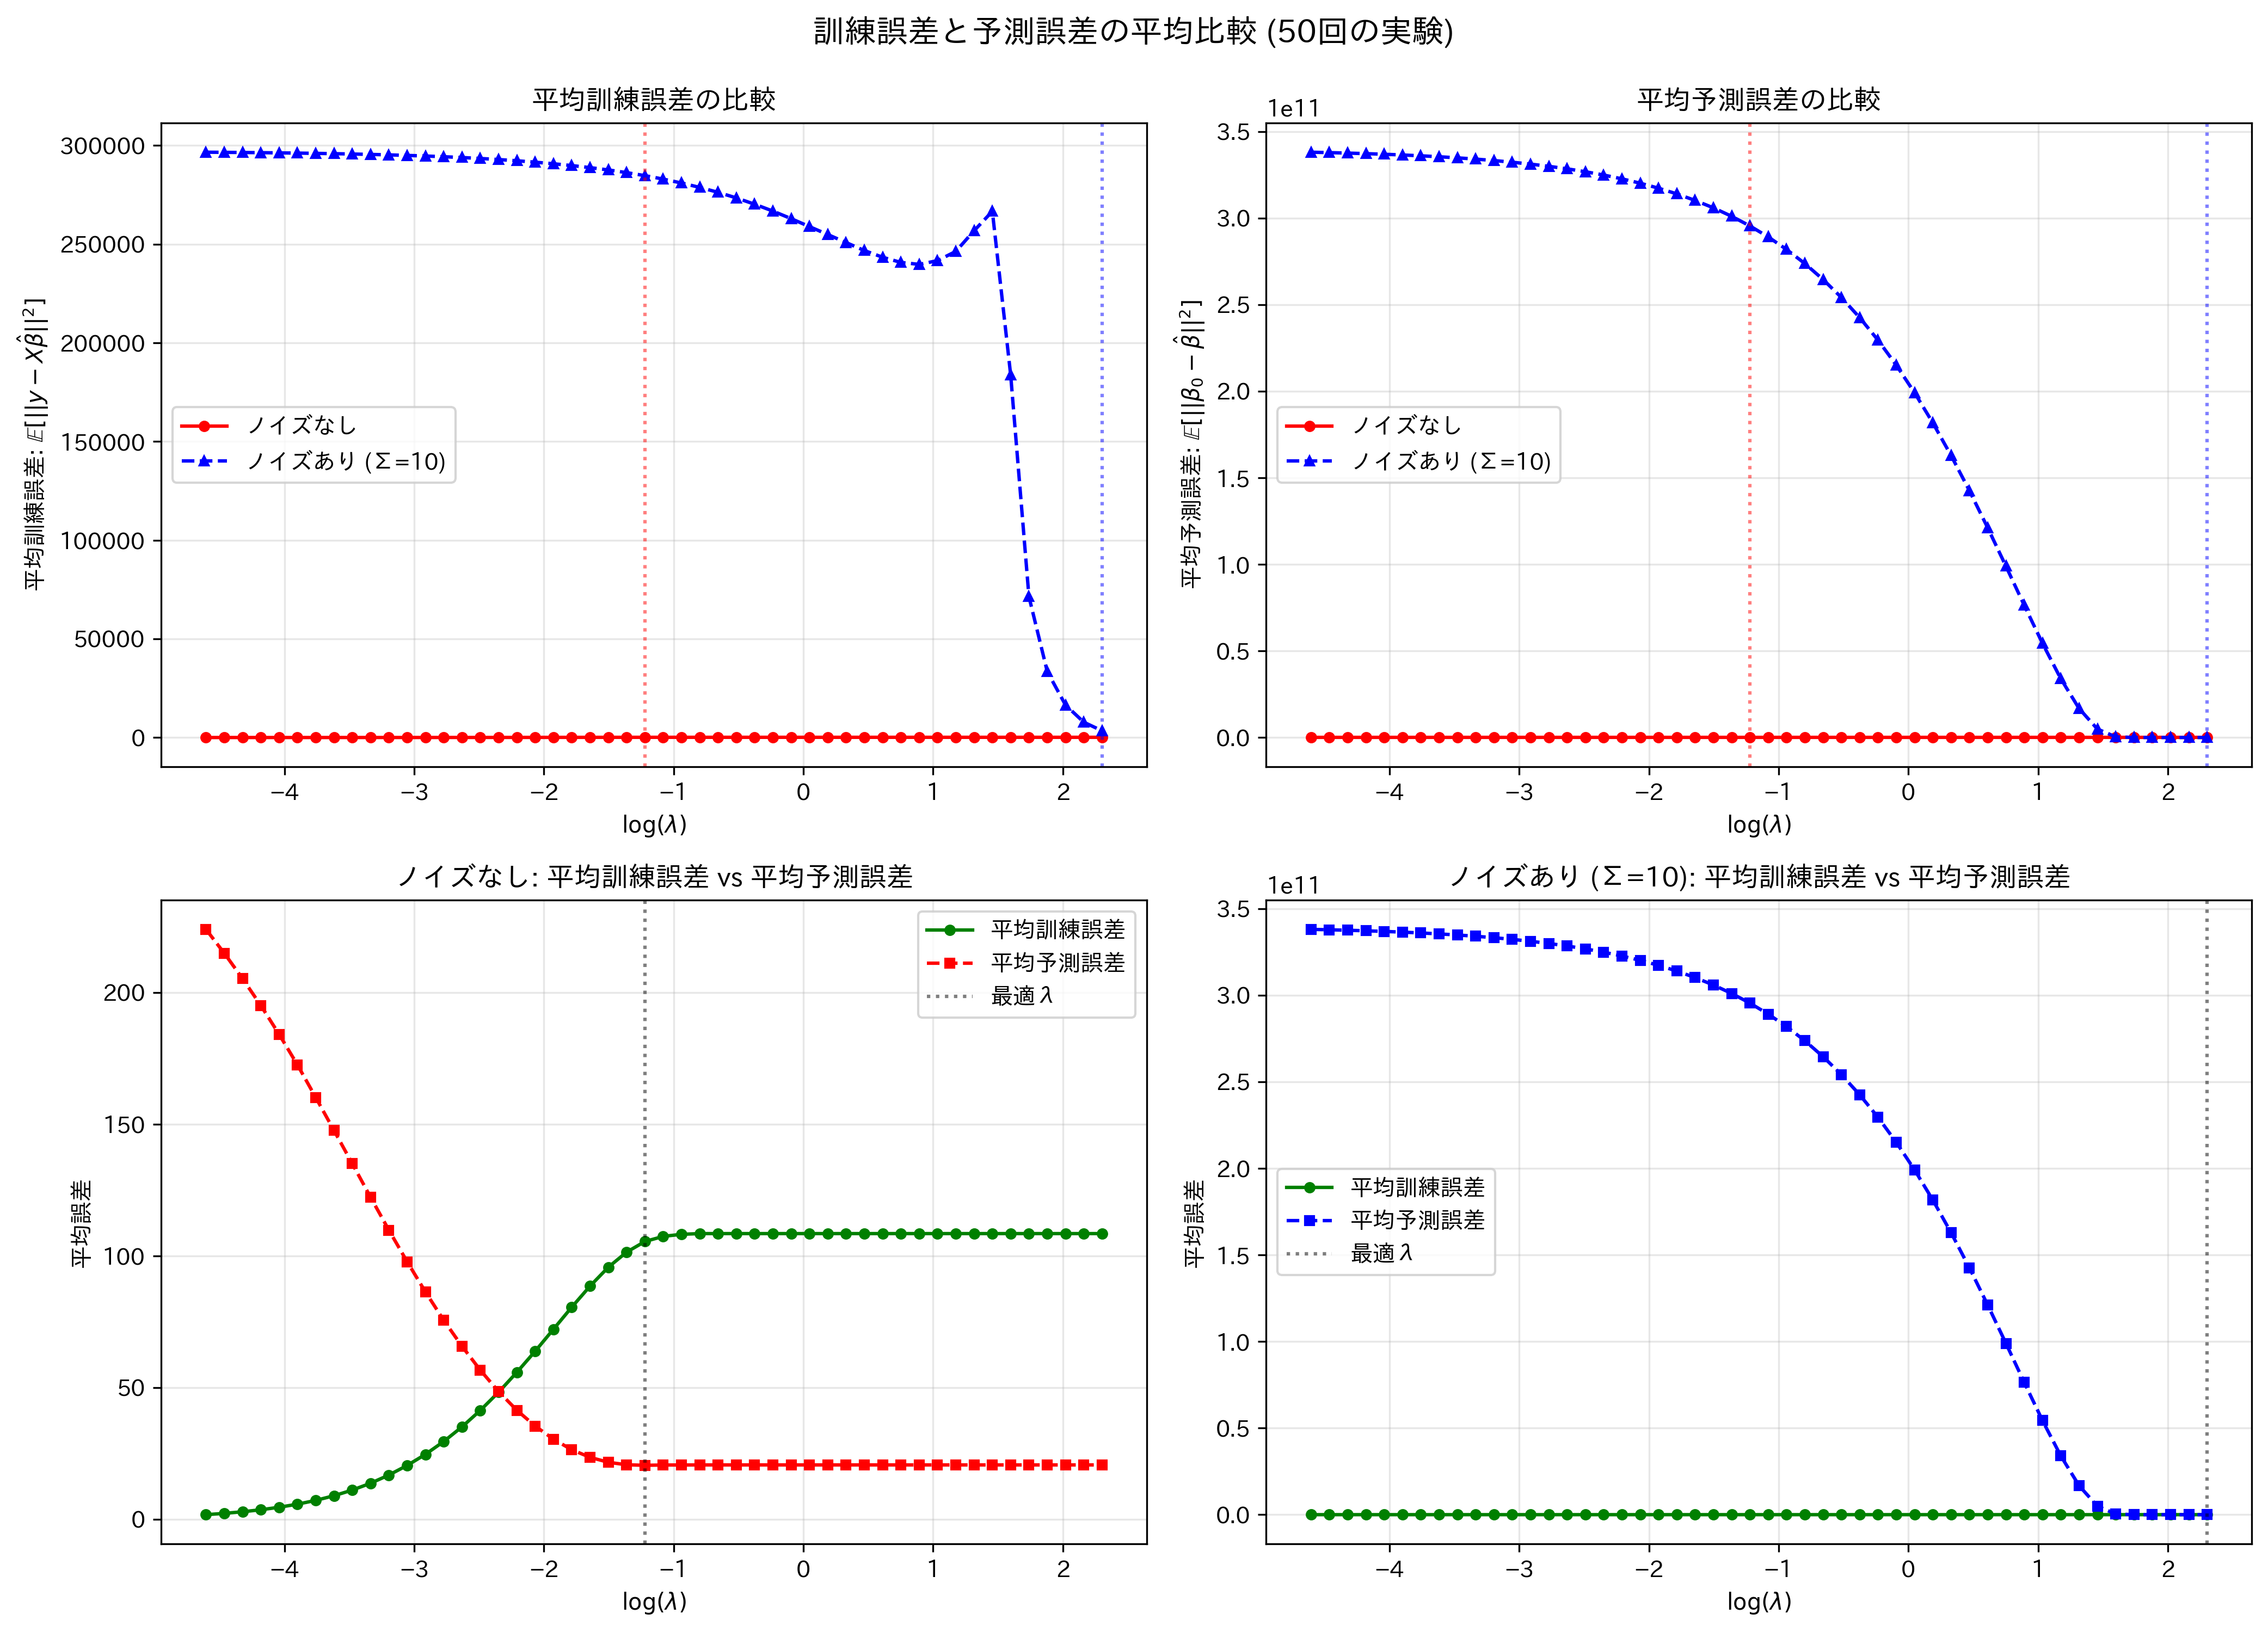 訓練誤差と予測誤差の平均比較 (50回の実験)
平均訓練誤差の比較
平均訓練誤差: 𝔼[||y − Xβ̂||²]
300000
250000
200000
150000
100000
50000
0
ノイズなし
ノイズあり (Σ=10)
−4 −3 −2 −1 0 1 2
log(λ)
平均予測誤差の比較
1e11
平均予測誤差: 𝔼[||β₀ − β̂||²]
3.5
3.0
2.5
2.0
1.5
1.0
0.5
0.0
ノイズなし
ノイズあり (Σ=10)
−4 −3 −2 −1 0 1 2
log(λ)
ノイズなし: 平均訓練誤差 vs 平均予測誤差
平均誤差
200
150
100
50
0
平均訓練誤差
平均予測誤差
最適λ
−4 −3 −2 −1 0 1 2
log(λ)
ノイズあり (Σ=10): 平均訓練誤差 vs 平均予測誤差
1e11
平均誤差
3.5
3.0
2.5
2.0
1.5
1.0
0.5
0.0
平均訓練誤差
平均予測誤差
最適λ
−4 −3 −2 −1 0 1 2
log(λ)